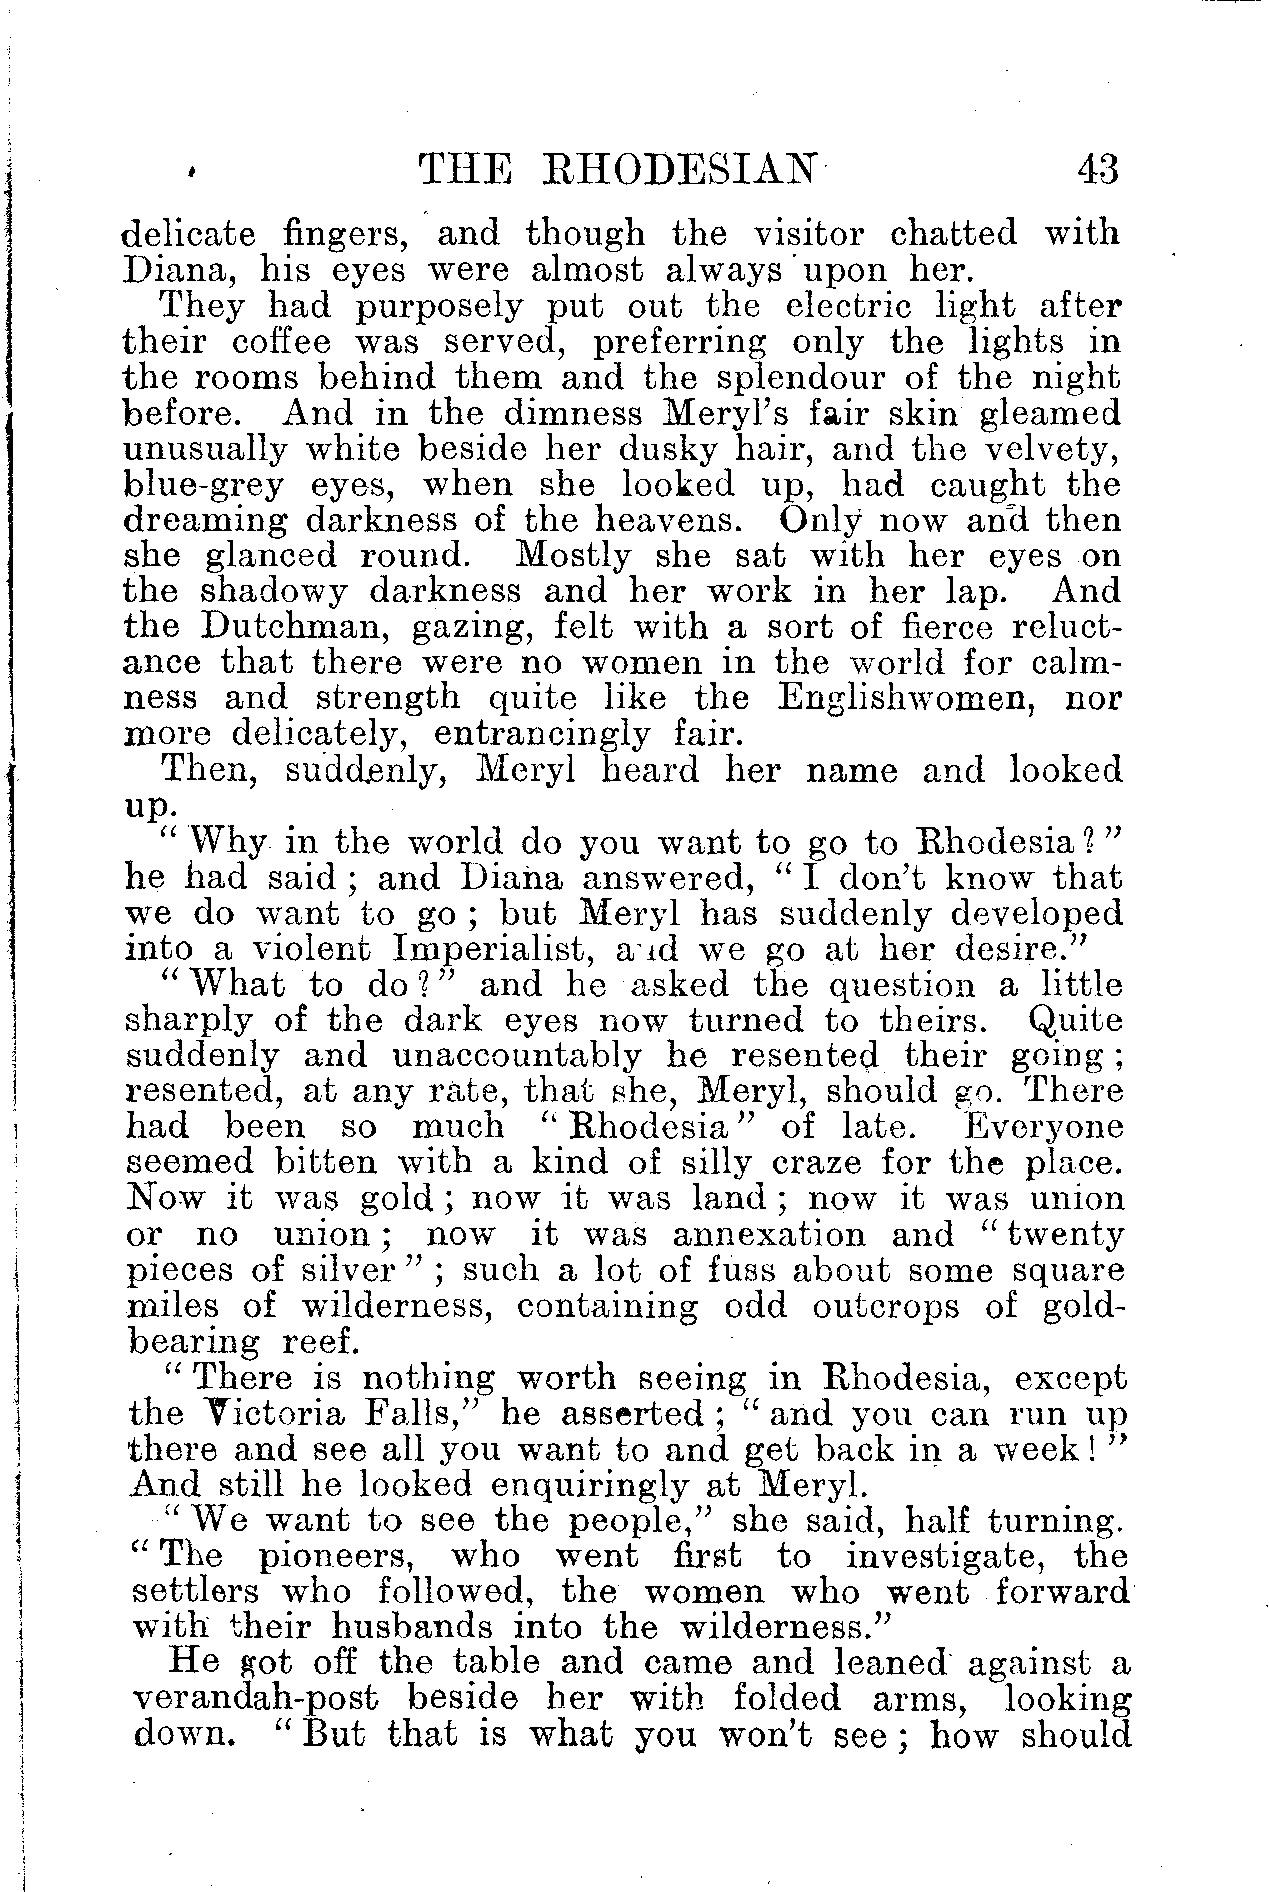 THE RHODESIAN 43
delicate fingers, and though the visitor chatted with
Diana, his eyes were almost always upon her.
They had purposely put out the electric light after
their coffee was served, preferring only the lights in
the rooms behind them and the splendour of the night
before. And in the dimness Meryl's fair skin gleamed
unusually white beside her dusky hair, and the velvety,
blue-grey eyes, when she looked up, had caught the
dreaming darkness of the heavens. Only now and then
she glanced round. Mostly she sat with her eyes on
the shadowy darkness and her work in her lap. And
the Dutchman, gazing, felt with a sort of fierce reluct-
ance that there were no women in the world for calm-
ness and strength quite like the Englishwomen, nor
more delicately, entrancingly fair.
Then, suddenly, Meryl heard her name and looked
up.
"Why in the world do you want to go to Rhodesia?"
he had said; and Diana answered, "I don't know that
we do want to go; but Meryl has suddenly developed
into a violent Imperialist, and we go at her desire."
"What to do?" and he asked the question a little
sharply of the dark eyes now turned to theirs. Quite
suddenly and unaccountably he resented their going;
resented, at any rate, that she, Meryl, should go. There
had been so much "Rhodesia" of late. Everyone
seemed bitten with a kind of silly craze for the place.
Now it was gold; now it was land; now it was union
or no union; now it was annexation and "twenty
pieces of silver"; such a lot of fuss about some square
miles of wilderness, containing odd outcrops of gold-
bearing reef.
"There is nothing worth seeing in Rhodesia, except
the Victoria Falls," he asserted; "and you can run up
there and see all you want to and get back in a week!"
And still he looked enquiringly at Meryl.
"We want to see the people," she said, half turning.
"The pioneers, who went first to investigate, the
settlers who followed, the women who went forward
with their husbands into the wilderness."
He got off the table and came and leaned against a
verandah-post beside her with folded arms, looking
down. "But that is what you won't see; how should